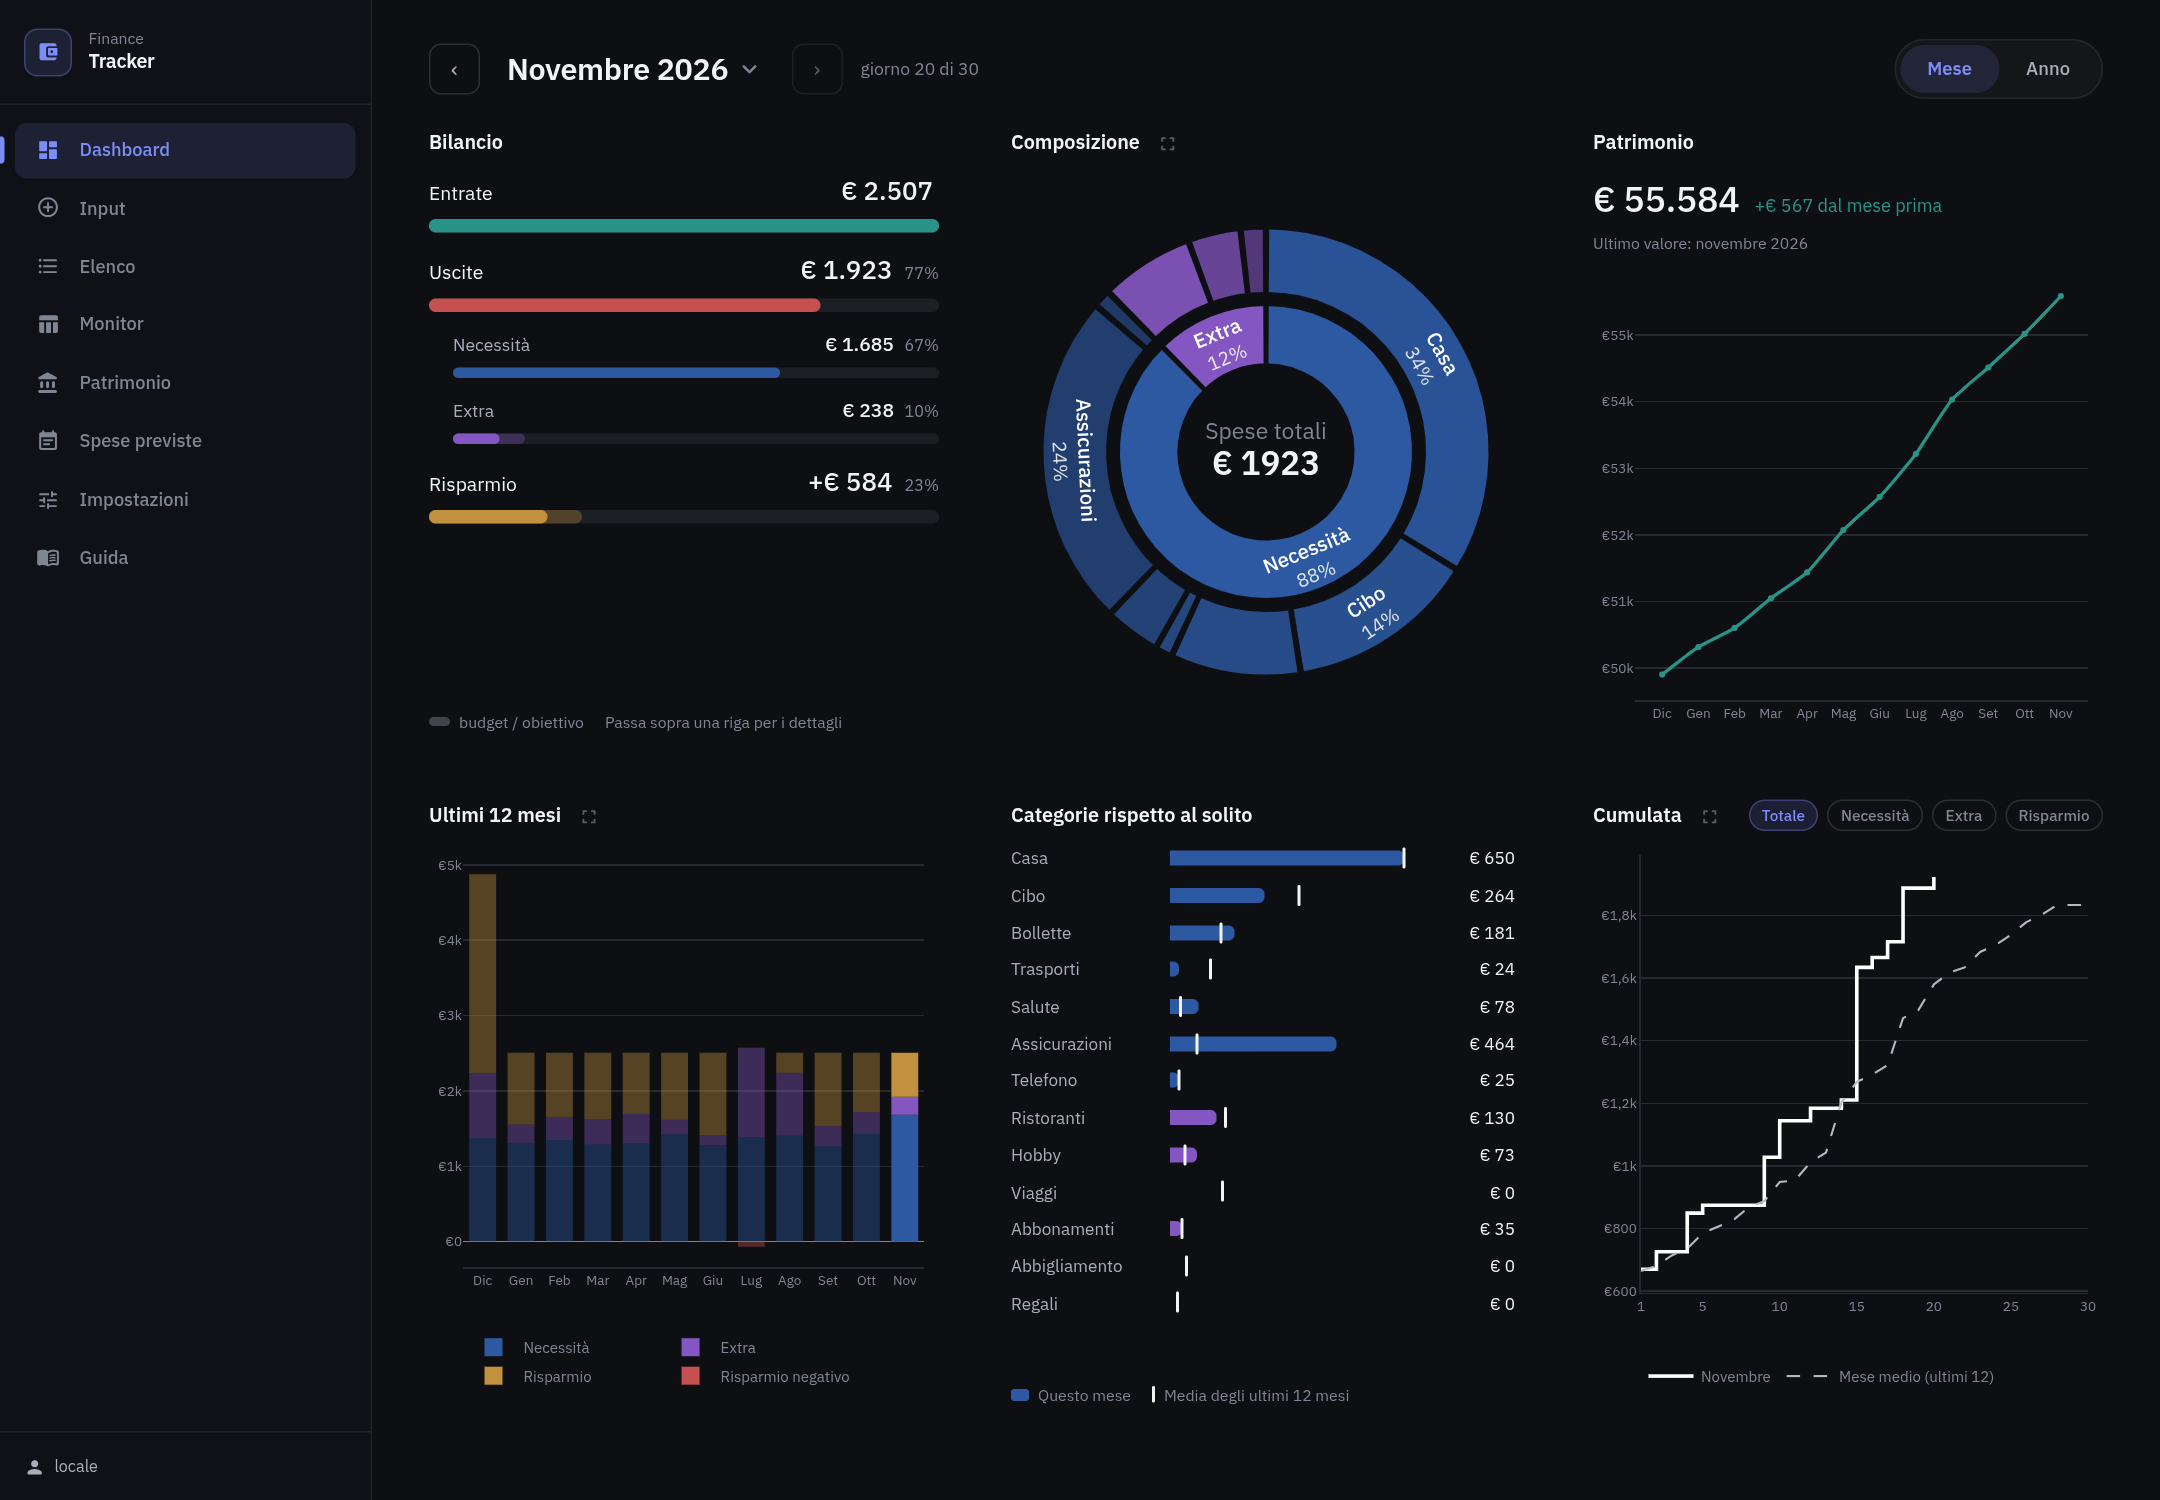 Finance
Tracker
Dashboard
Input
Elenco
Monitor
Patrimonio
Spese previste
Impostazioni
Guida
locale
‹ Novembre 2026 › giorno 20 di 30
Mese Anno
Bilancio
Entrate € 2.507
Uscite € 1.923 77%
Necessità € 1.685 67%
Extra € 238 10%
Risparmio +€ 584 23%
budget / obiettivo Passa sopra una riga per i dettagli
Composizione
Casa
34%
Extra
12%
Assicurazioni
24%
Spese totali
€ 1923
Necessità
88%
Cibo
14%
Patrimonio
€ 55.584 +€ 567 dal mese prima
Ultimo valore: novembre 2026
€55k
€54k
€53k
€52k
€51k
€50k
Dic Gen Feb Mar Apr Mag Giu Lug Ago Set Ott Nov
Ultimi 12 mesi
€5k
€4k
€3k
€2k
€1k
€0
Dic Gen Feb Mar Apr Mag Giu Lug Ago Set Ott Nov
Necessità Extra
Risparmio Risparmio negativo
Categorie rispetto al solito
Casa € 650
Cibo € 264
Bollette € 181
Trasporti € 24
Salute € 78
Assicurazioni € 464
Telefono € 25
Ristoranti € 130
Hobby € 73
Viaggi € 0
Abbonamenti € 35
Abbigliamento € 0
Regali € 0
Questo mese Media degli ultimi 12 mesi
Cumulata Totale Necessità Extra Risparmio
€1,8k
€1,6k
€1,4k
€1,2k
€1k
€800
€600
1 5 10 15 20 25 30
Novembre Mese medio (ultimi 12)